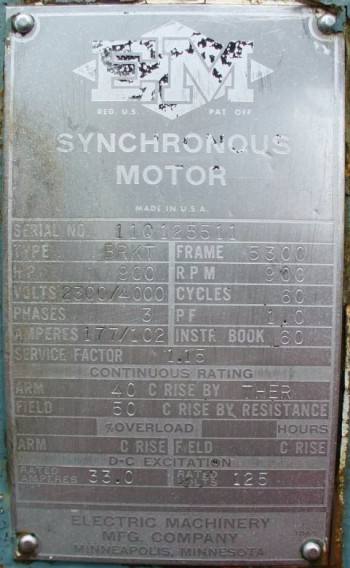 EM
REG. U.S. PAT. OFF
SYNCHRONOUS
MOTOR
MADE IN U.S.A.
SERIAL NO. 110125511
TYPE BRKT FRAME 5300
H.P. 900 R.P.M 900
VOLTS 2300/4000 CYCLES 60
PHASES 3 PF 1.0
AMPERES 177/102 INSTR BOOK 60
SERVICE FACTOR 1.15
CONTINUOUS RATING
ARM 40 C RISE BY THER
FIELD 50 C RISE BY RESISTANCE
%OVERLOAD HOURS
ARM C RISE FIELD C RISE
D-C EXCITATION
RATED AMPERES 33.0 RATED VOLTS 125
ELECTRIC MACHINERY
MFG. COMPANY
MINNEAPOLIS, MINNESOTA